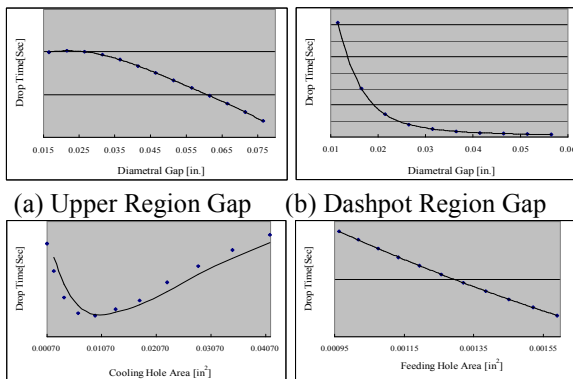 Drop Time[Sec]
0.015 0.025 0.035 0.045 0.055 0.065 0.075
Diametral Gap [in.]
Drop Time[Sec]
0.01 0.02 0.03 0.04 0.05 0.06
Diametral Gap [in.]
(a) Upper Region Gap
(b) Dashpot Region Gap
Drop Time[Sec]
0.00070 0.01070 0.02070 0.03070 0.04070
Cooling Hole Area [in²]
Drop Time[Sec]
0.00095 0.00115 0.00135 0.00155
Feeding Hole Area [in²]